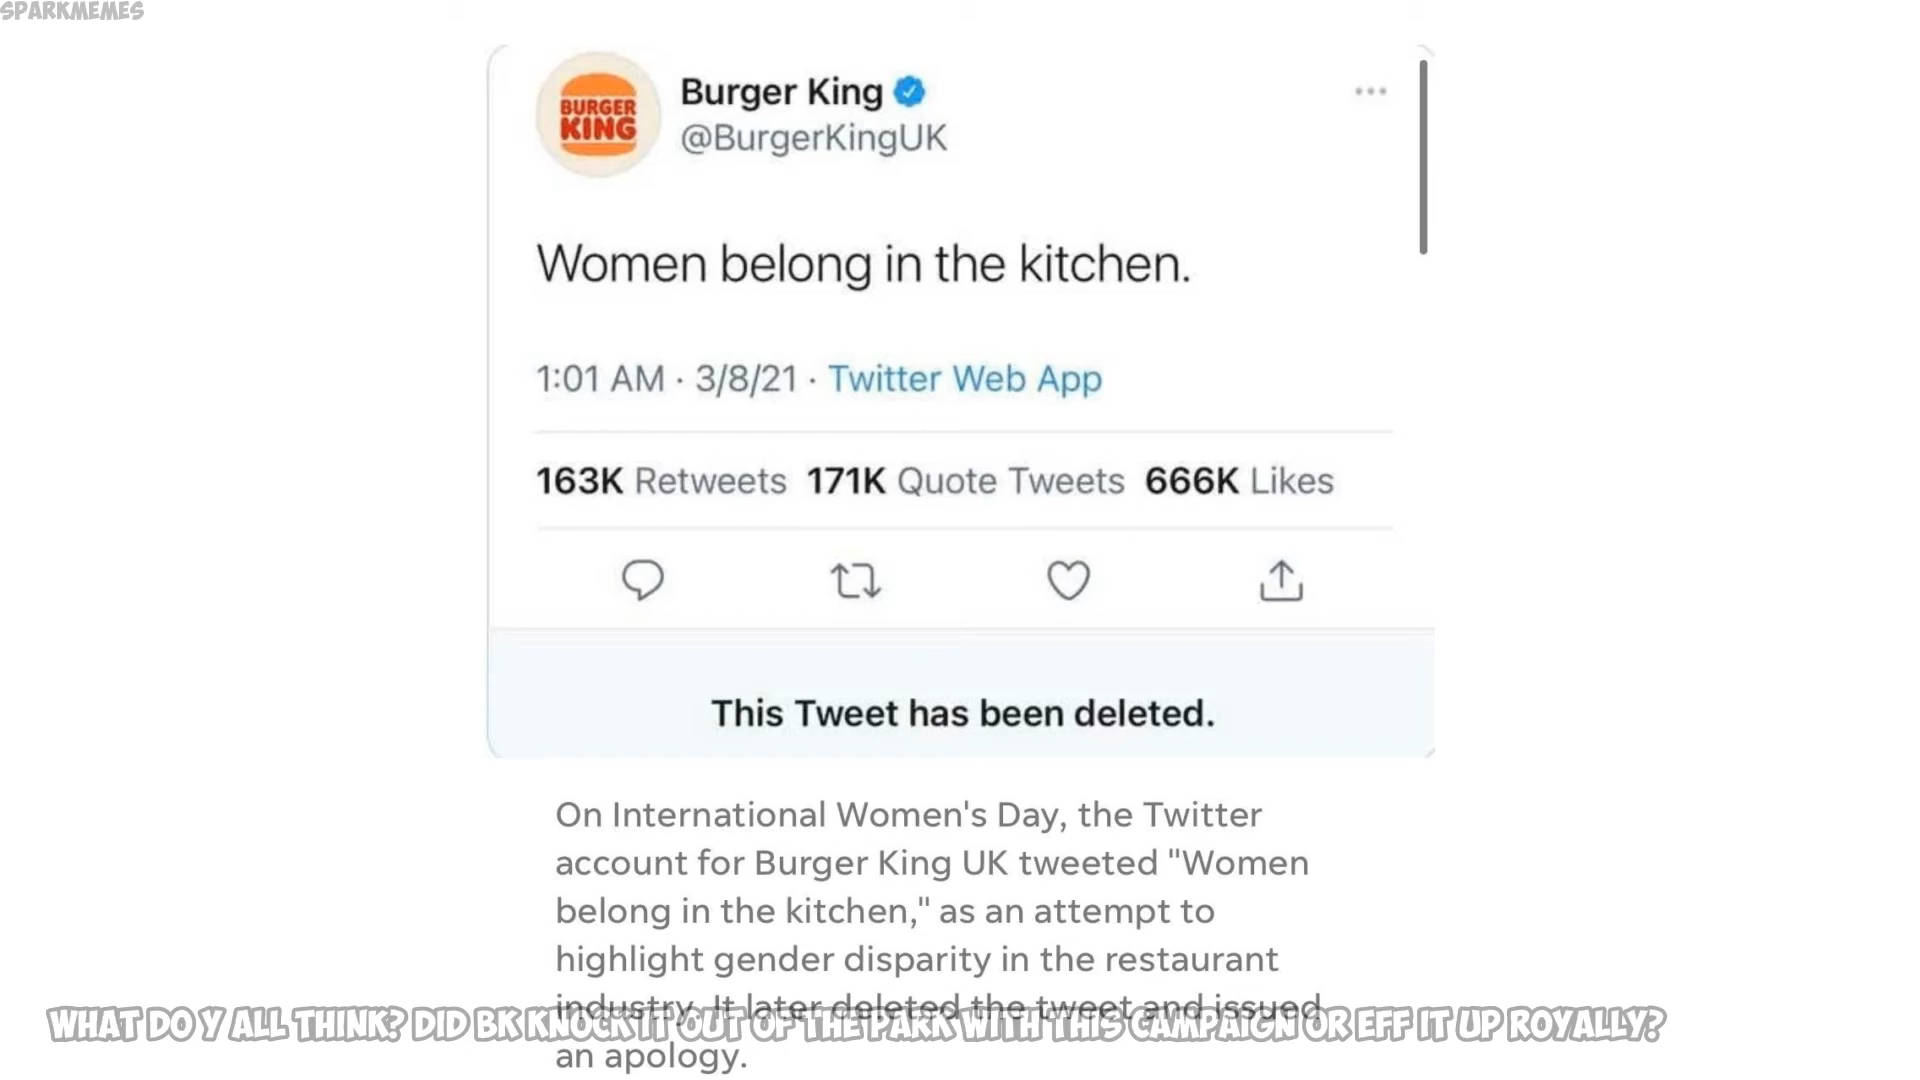 SPARKMEMES
BURGER
KING
Burger King
@BurgerKingUK
Women belong in the kitchen.
1:01 AM · 3/8/21 · Twitter Web App
163K Retweets 171K Quote Tweets 666K Likes
This Tweet has been deleted.
On International Women's Day, the Twitter
account for Burger King UK tweeted "Women
belong in the kitchen," as an attempt to
highlight gender disparity in the restaurant
industry. It later deleted the tweet and issued
WHAT DO Y ALL THINK? DID BK KNOCK IT OUT OF THE PARK WITH THIS CAMPAIGN OR EFF IT UP ROYALLY?
an apology.